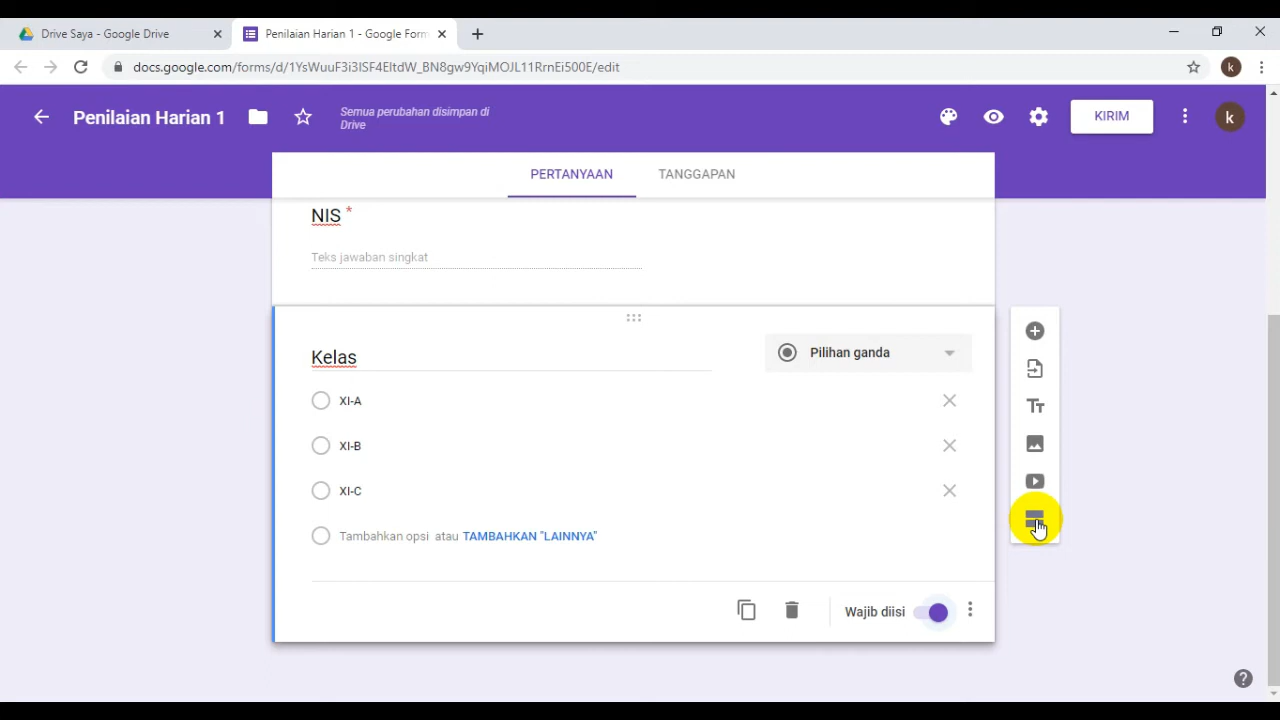 Drive Saya - Google Drive
Penilaian Harian 1 - Google Form
docs.google.com/forms/d/1YsWuuF3i3ISF4EItdW_BN8gw9YqiMOJL11RrnEi500E/edit
k
Penilaian Harian 1
Semua perubahan disimpan di
Drive
KIRIM
k
PERTANYAAN
TANGGAPAN
NIS *
Teks jawaban singkat
Kelas
Pilihan ganda
XI-A
XI-B
XI-C
Tambahkan opsi atau TAMBAHKAN "LAINNYA"
Wajib diisi